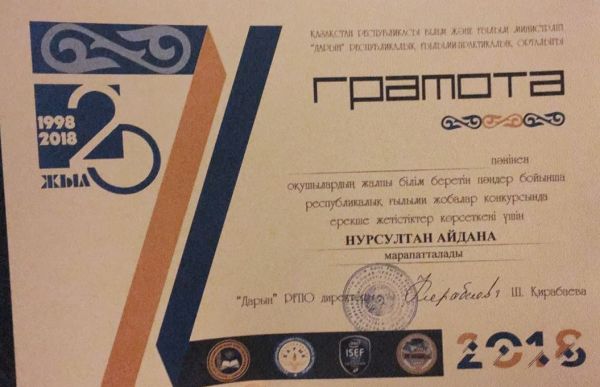 ҚАЗАҚСТАН РЕСПУБЛИКАСЫ БІЛІМ ЖӘНЕ ҒЫЛЫМ МИНИСТРЛІГІ
"ДАРЫН" РЕСПУБЛИКАЛЫҚ ҒЫЛЫМИ-ПРАКТИКАЛЫҚ ОРТАЛЫҒЫ
грамота
1998
2018
20
ЖЫЛ
пәнінен
оқушылардың жалпы білім беретін пәндер бойынша
республикалық ғылыми жобалар конкурсында
ерекше жетістіктер көрсеткені үшін
НУРСУЛТАН АЙДАНА
марапатталады
"Дарын" РҒПО директоры Ш. Қирабаева
ISEF
2018